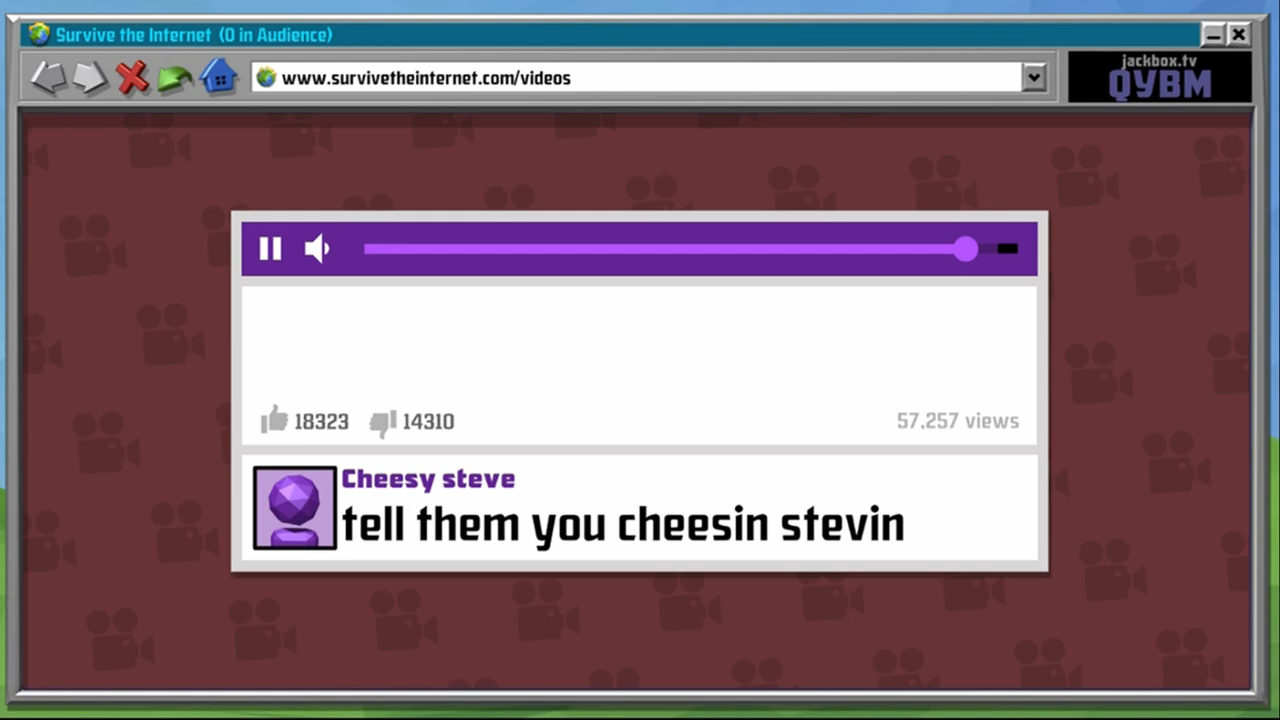 Survive the Internet (0 in Audience)
www.survivetheinternet.com/videos
jackbox.tv
QYBM
18323 14310 57,257 views
Cheesy steve
tell them you cheesin stevin